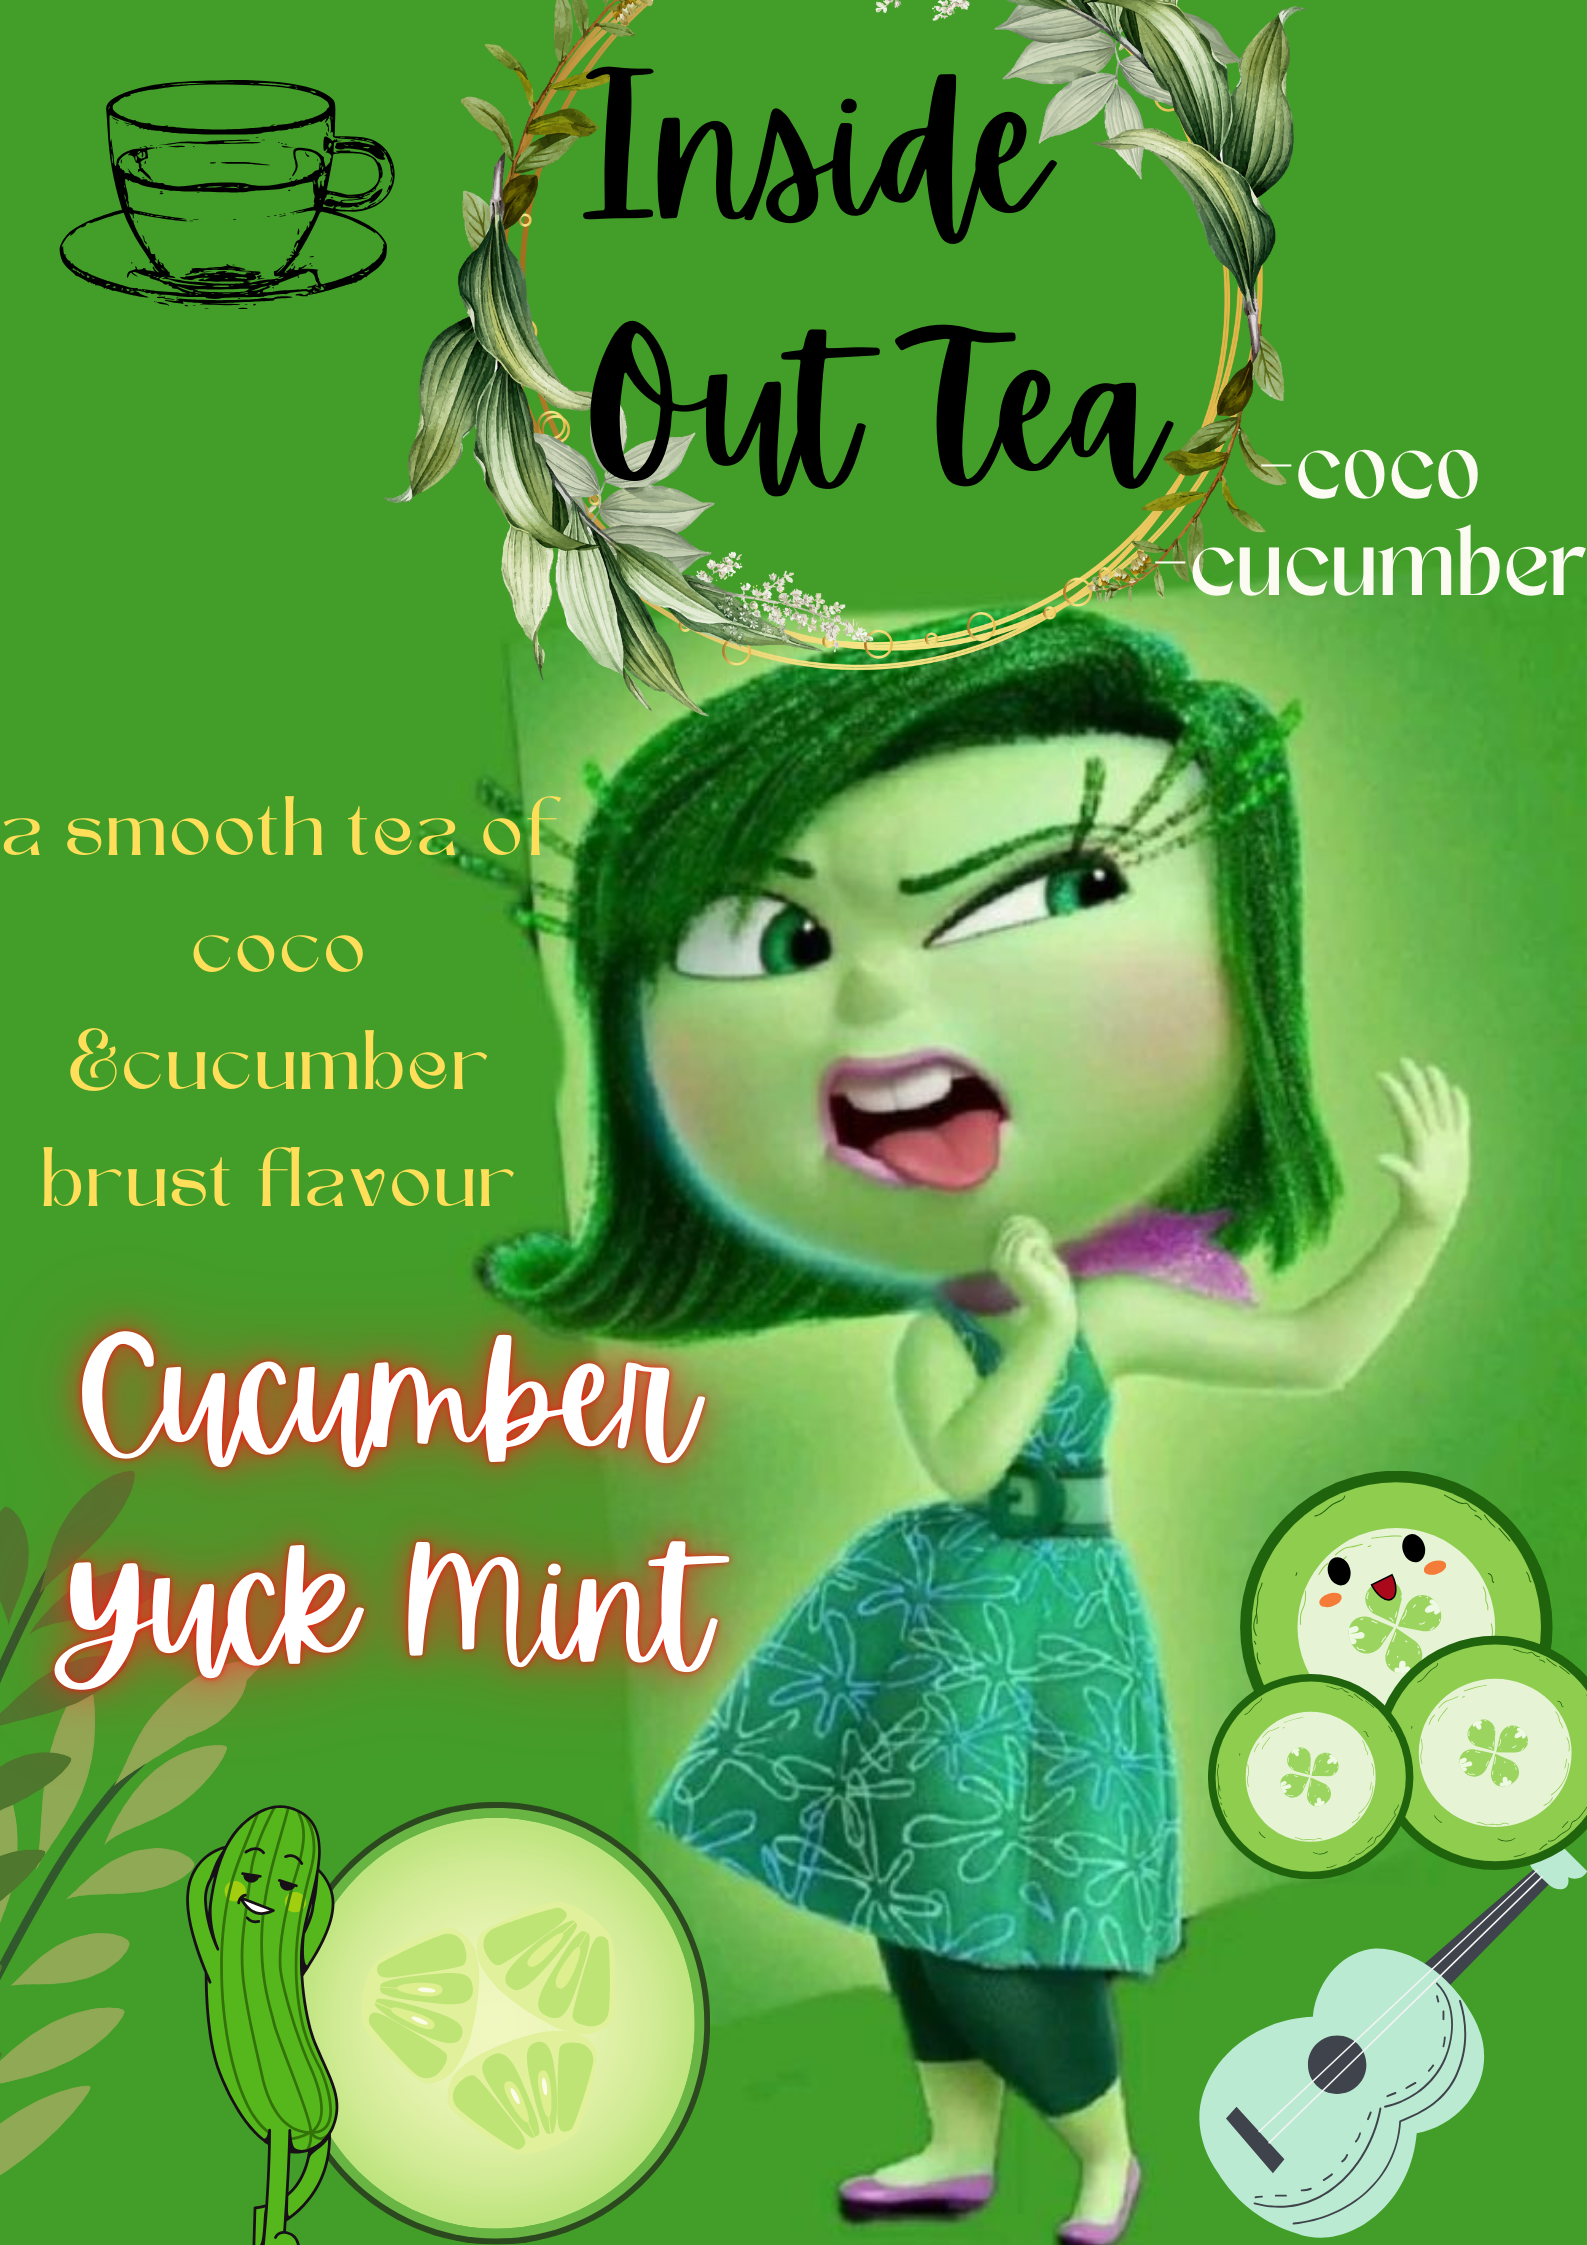 Inside
Out Tea
-coco
-cucumber
a smooth tea of
coco
&cucumber
brust flavour
Cucumber
yuck Mint